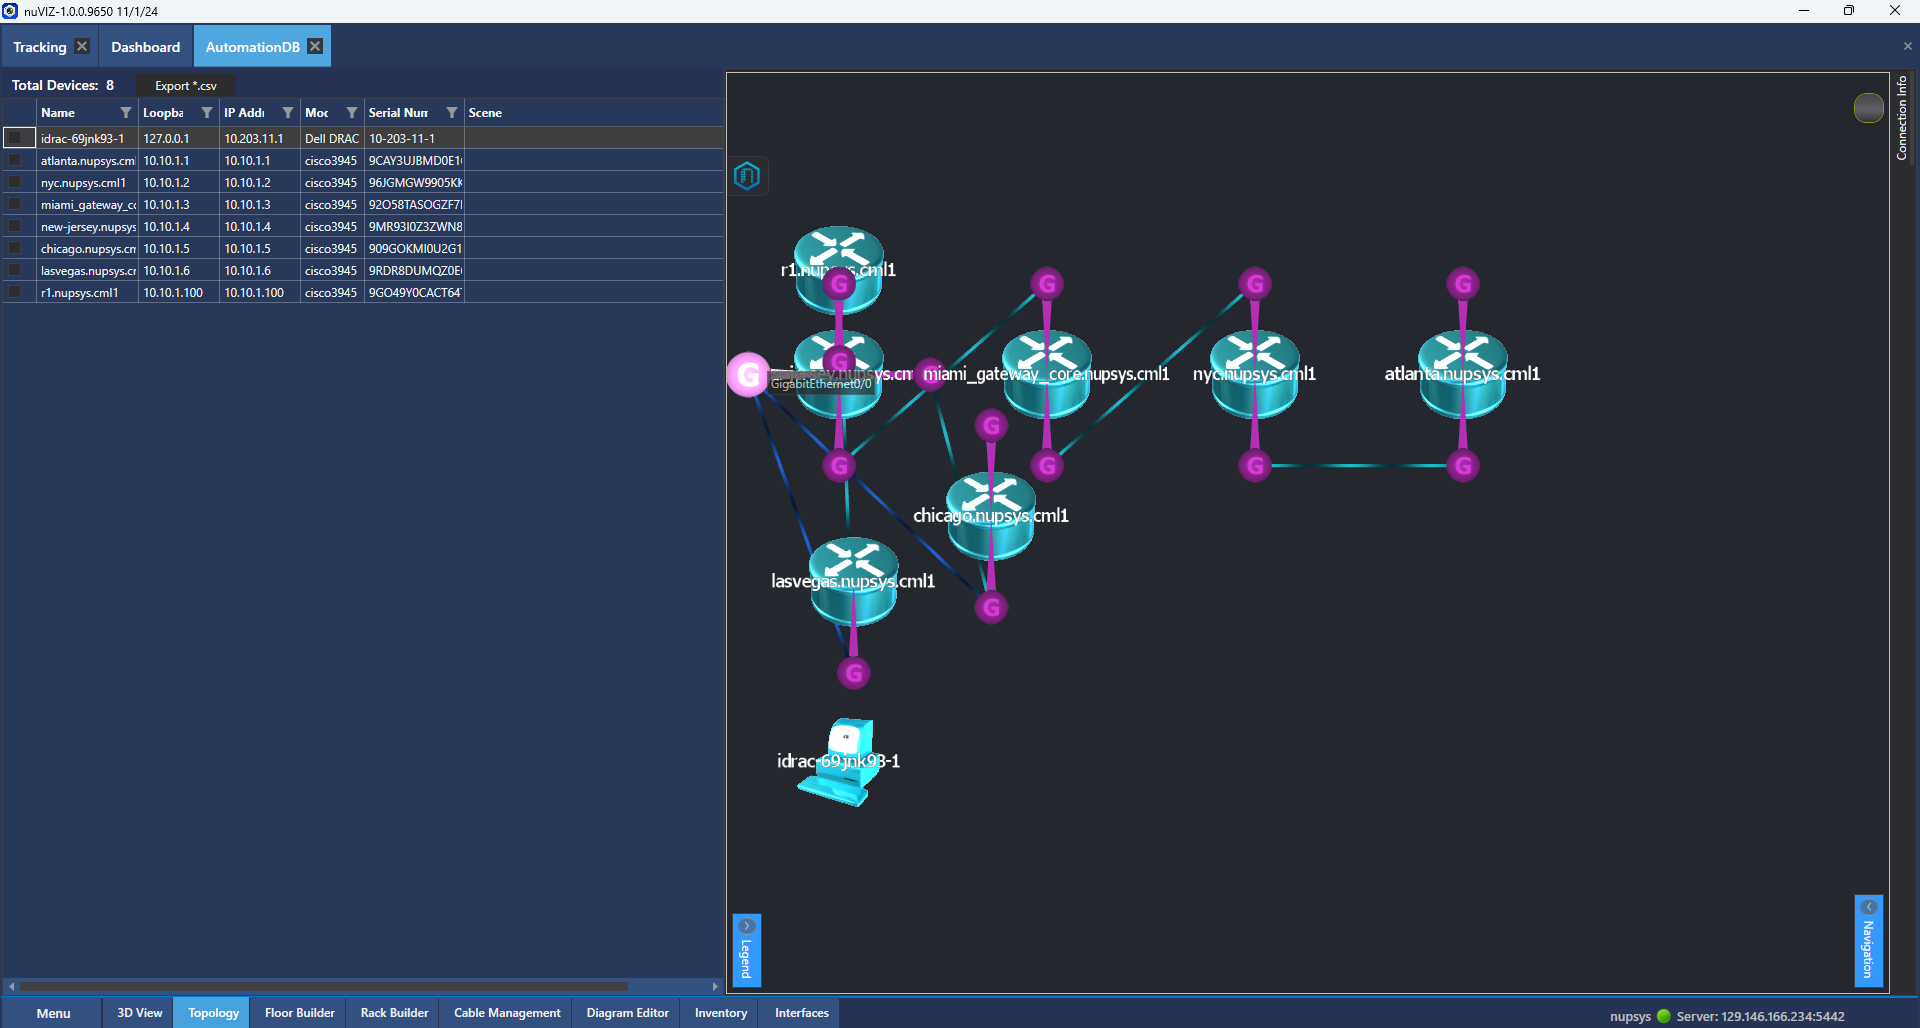 nuVIZ-1.0.0.9650 11/1/24
Tracking
Dashboard
AutomationDB
Total Devices: 8
Export *.csv
Name Loopba IP Addr Moc Serial Num Scene
idrac-69jnk93-1 127.0.0.1 10.203.11.1 Dell DRAC 10-203-11-1
atlanta.nupsys.cml 10.10.1.1 10.10.1.1 cisco3945 9CAY3UJBMD0E1
nyc.nupsys.cml1 10.10.1.2 10.10.1.2 cisco3945 96JGMGW9905KK
miami_gateway_cc 10.10.1.3 10.10.1.3 cisco3945 92O58TASOGZF7
new-jersey.nupsys 10.10.1.4 10.10.1.4 cisco3945 9MR93I0Z3ZWN8
chicago.nupsys.cm 10.10.1.5 10.10.1.5 cisco3945 909GOKMI0U2G1
lasvegas.nupsys.cr 10.10.1.6 10.10.1.6 cisco3945 9RDR8DUMQZ0E
r1.nupsys.cml1 10.10.1.100 10.10.1.100 cisco3945 9GO49Y0CACT64
Connection Info
r1.nupsys.cml1
G
G
G
G
G
G
GigabitEthernet0/0
G
miami_gateway_core.nupsys.cml1
nyc.nupsys.cml1
atlanta.nupsys.cml1
G
G
G
G
G
chicago.nupsys.cml1
lasvegas.nupsys.cml1
G
G
idrac-69jnk93-1
Legend
Navigation
Menu
3D View
Topology
Floor Builder
Rack Builder
Cable Management
Diagram Editor
Inventory
Interfaces
nupsys
Server: 129.146.166.234:5442